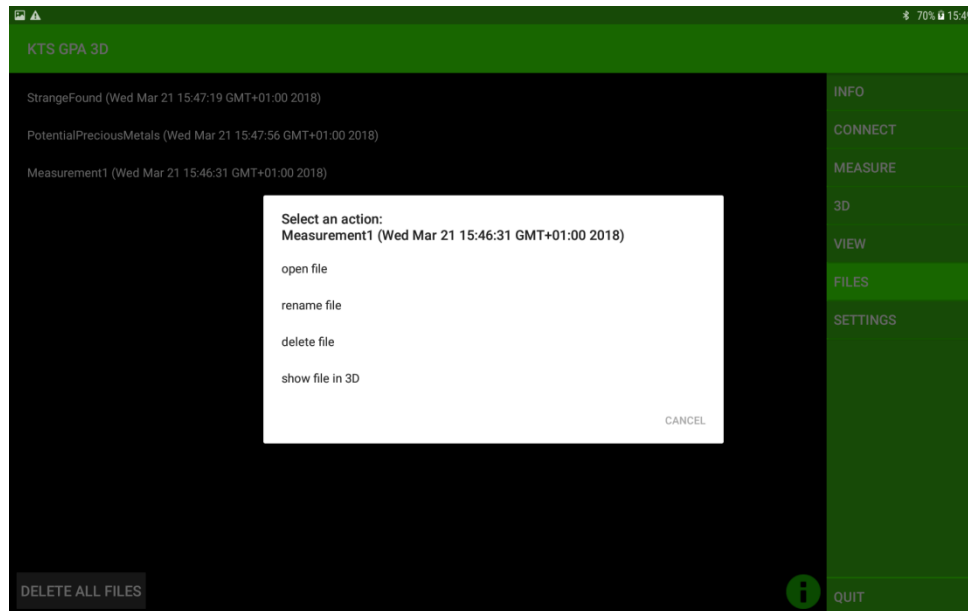 70% 15:49
KTS GPA 3D
StrangeFound (Wed Mar 21 15:47:19 GMT+01:00 2018)
PotentialPreciousMetals (Wed Mar 21 15:47:56 GMT+01:00 2018)
Measurement1 (Wed Mar 21 15:46:31 GMT+01:00 2018)
Select an action:
Measurement1 (Wed Mar 21 15:46:31 GMT+01:00 2018)
open file
rename file
delete file
show file in 3D
CANCEL
INFO
CONNECT
MEASURE
3D
VIEW
FILES
SETTINGS
DELETE ALL FILES
i
QUIT